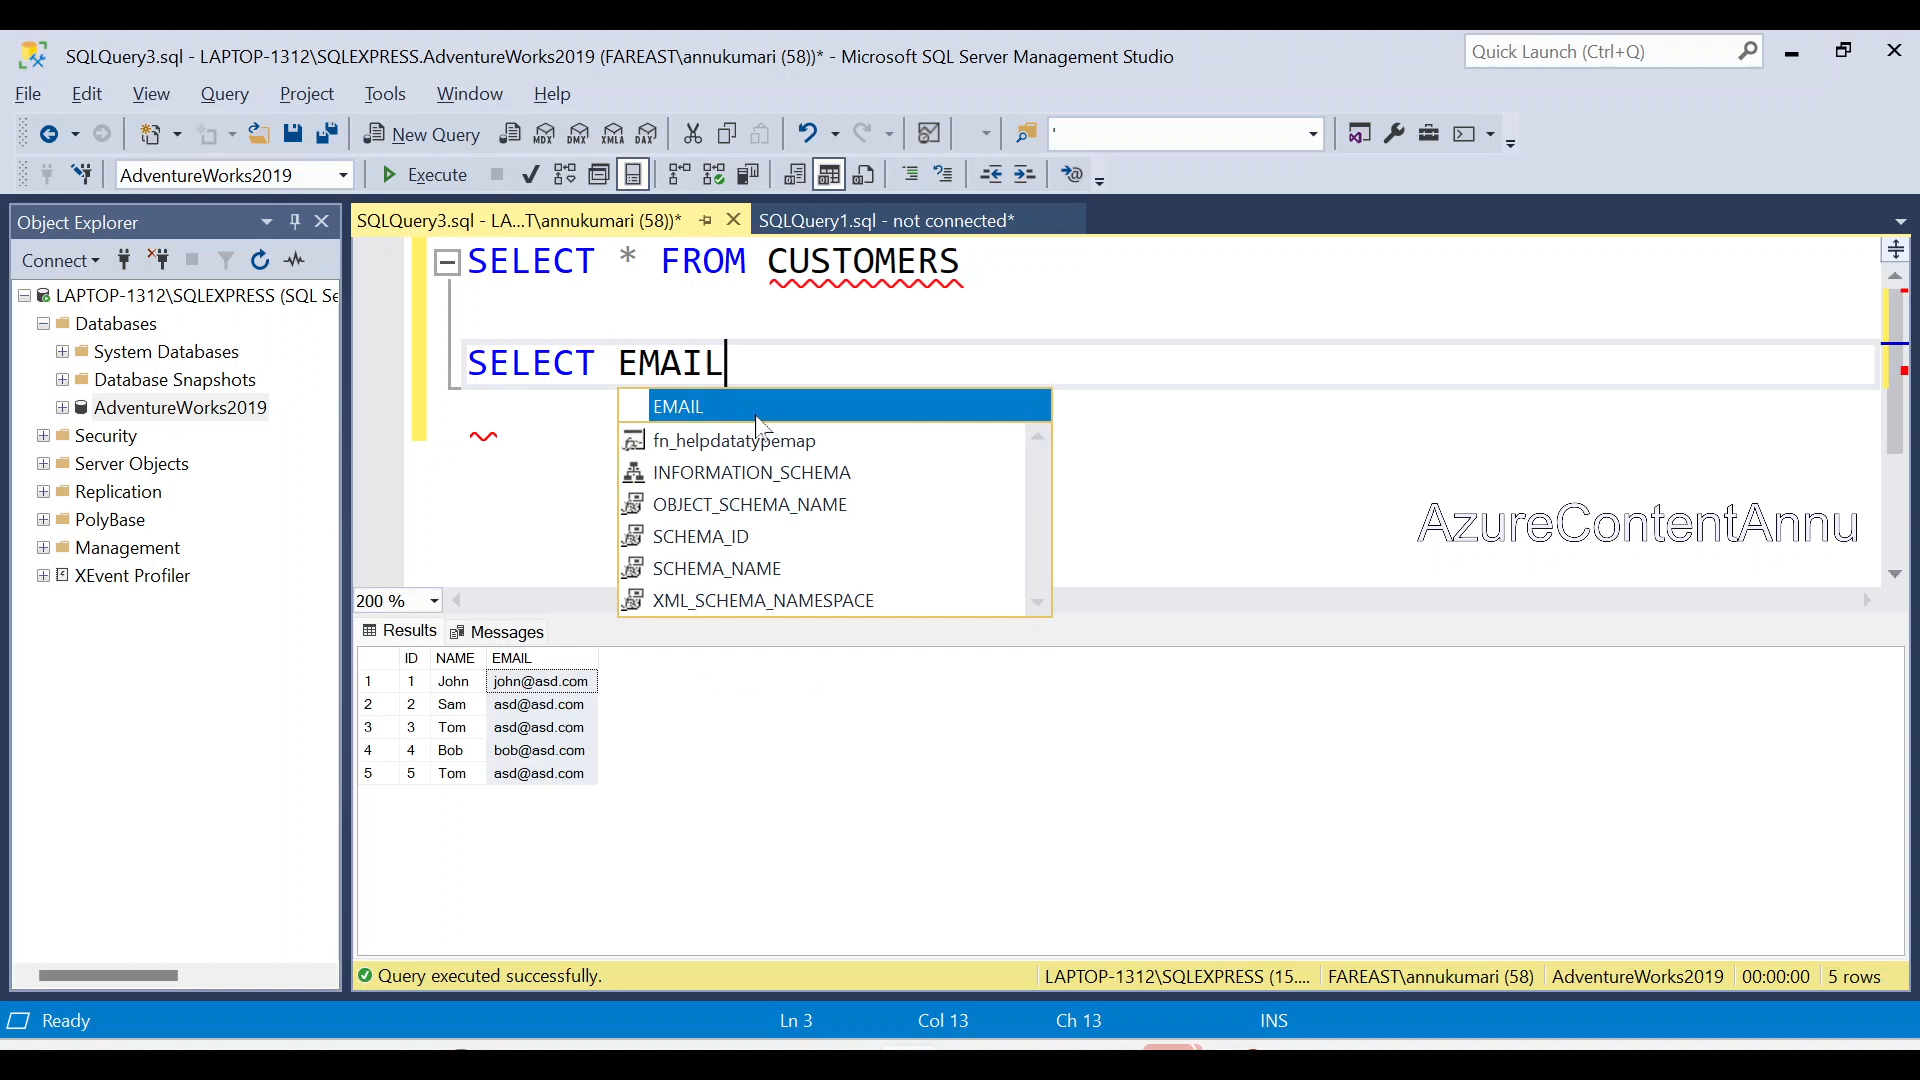 SQLQuery3.sql - LAPTOP-1312\SQLEXPRESS.AdventureWorks2019 (FAREAST\annukumari (58))* - Microsoft SQL Server Management Studio
Quick Launch (Ctrl+Q)
File Edit View Query Project Tools Window Help
New Query MDX DMX XMLA DAX '
AdventureWorks2019 Execute
Object Explorer
SQLQuery3.sql - LA...T\annukumari (58))* SQLQuery1.sql - not connected*
Connect
LAPTOP-1312\SQLEXPRESS (SQL Se
Databases
System Databases
Database Snapshots
AdventureWorks2019
Security
Server Objects
Replication
PolyBase
Management
XEvent Profiler
SELECT * FROM CUSTOMERS
SELECT EMAIL
EMAIL
fn_helpdatatypemap
INFORMATION_SCHEMA
OBJECT_SCHEMA_NAME
SCHEMA_ID
SCHEMA_NAME
XML_SCHEMA_NAMESPACE
AzureContentAnnu
200 %
Results Messages
ID NAME EMAIL
1 1 John john@asd.com
2 2 Sam asd@asd.com
3 3 Tom asd@asd.com
4 4 Bob bob@asd.com
5 5 Tom asd@asd.com
Query executed successfully. LAPTOP-1312\SQLEXPRESS (15.... FAREAST\annukumari (58) AdventureWorks2019 00:00:00 5 rows
Ready Ln 3 Col 13 Ch 13 INS